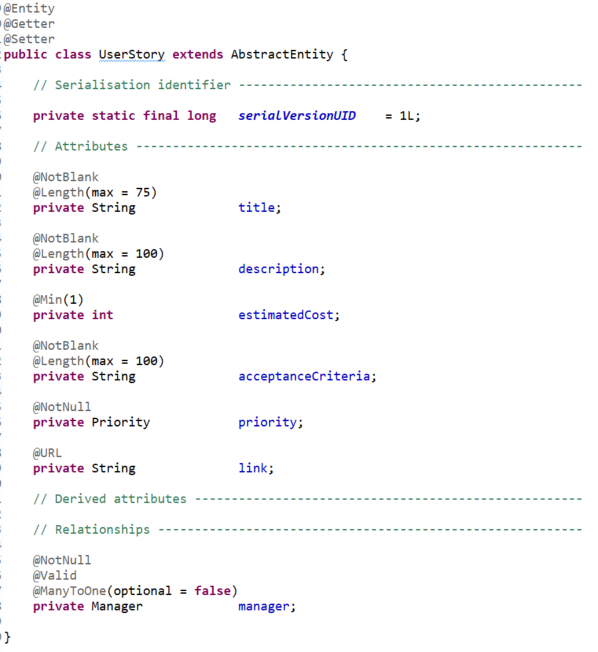 @Entity
@Getter
@Setter
public class UserStory extends AbstractEntity {
// Serialisation identifier -----------------------------------------------
private static final long serialVersionUID = 1L;
// Attributes -------------------------------------------------------------
@NotBlank
@Length(max = 75)
private String title;
@NotBlank
@Length(max = 100)
private String description;
@Min(1)
private int estimatedCost;
@NotBlank
@Length(max = 100)
private String acceptanceCriteria;
@NotNull
private Priority priority;
@URL
private String link;
// Derived attributes -----------------------------------------------------
// Relationships ----------------------------------------------------------
@NotNull
@Valid
@ManyToOne(optional = false)
private Manager manager;
}